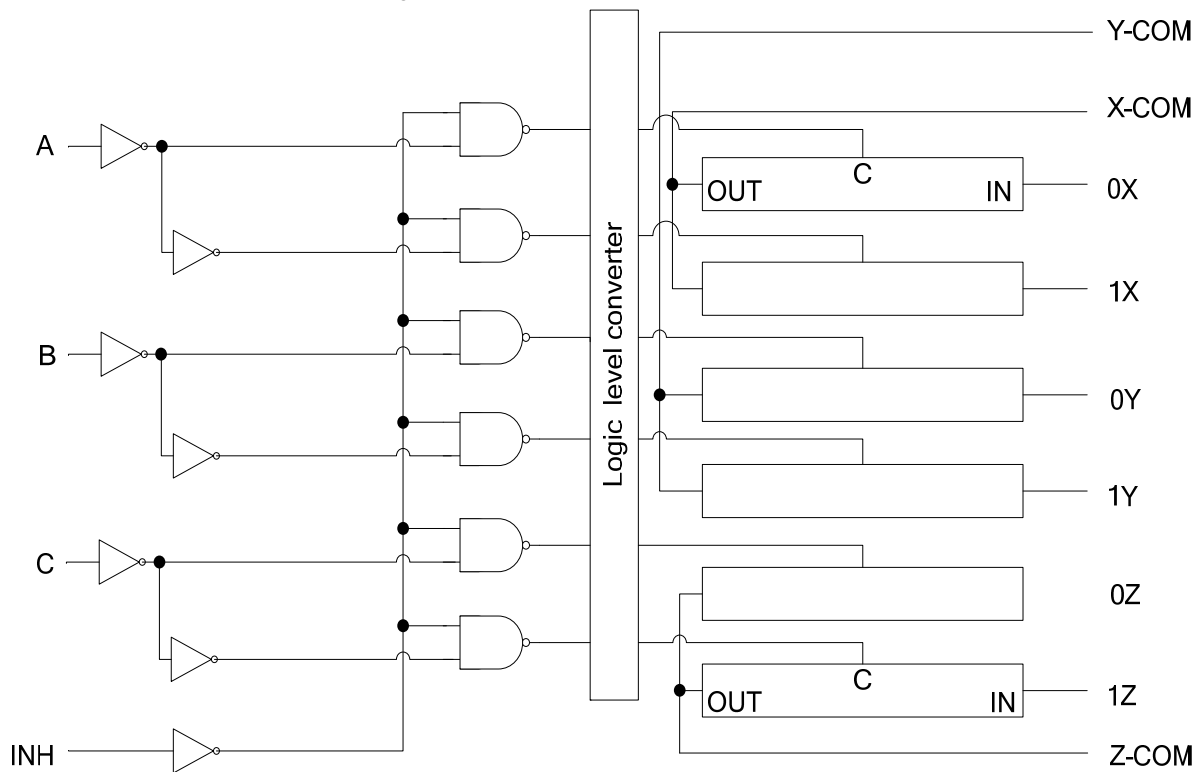 Y-COM
X-COM
A
C
OUT
IN
0X
1X
B
0Y
1Y
Logic level converter
C
0Z
C
OUT
IN
1Z
INH
Z-COM